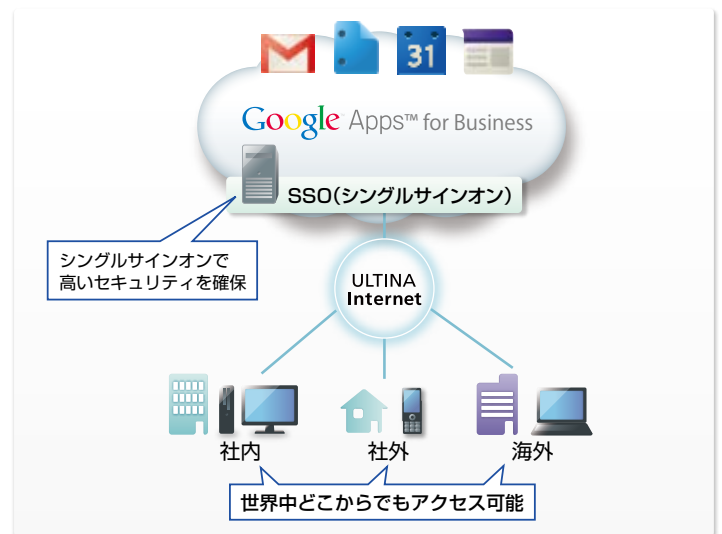 31
Google Apps™ for Business
SSO(シングルサインオン)
シングルサインオンで
高いセキュリティを確保
ULTINA
Internet
社内
社外
海外
世界中どこからでもアクセス可能